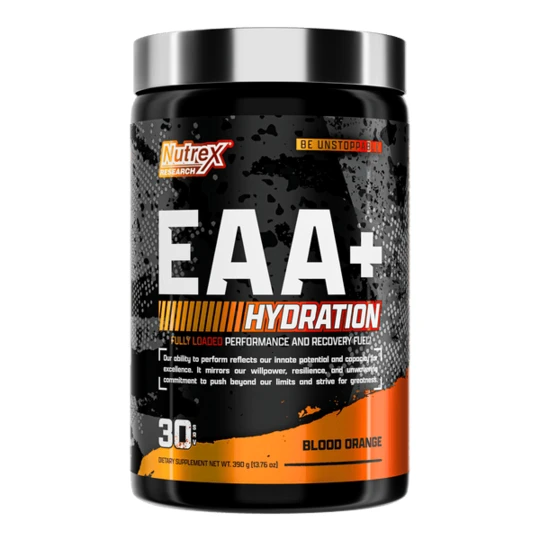 Nutrex
RESEARCH
BE UNSTOPPABLE
EAA+
HYDRATION
FULLY LOADED PERFORMANCE AND RECOVERY FUEL
Our ability to perform reflects our innate potential and capacity for
excellence. It mirrors our willpower, resilience, and unwavering
commitment to push beyond our limits and strive for greatness.
30
SRV
BLOOD ORANGE
DIETARY SUPPLEMENT NET WT. 390 g (13.76 oz)